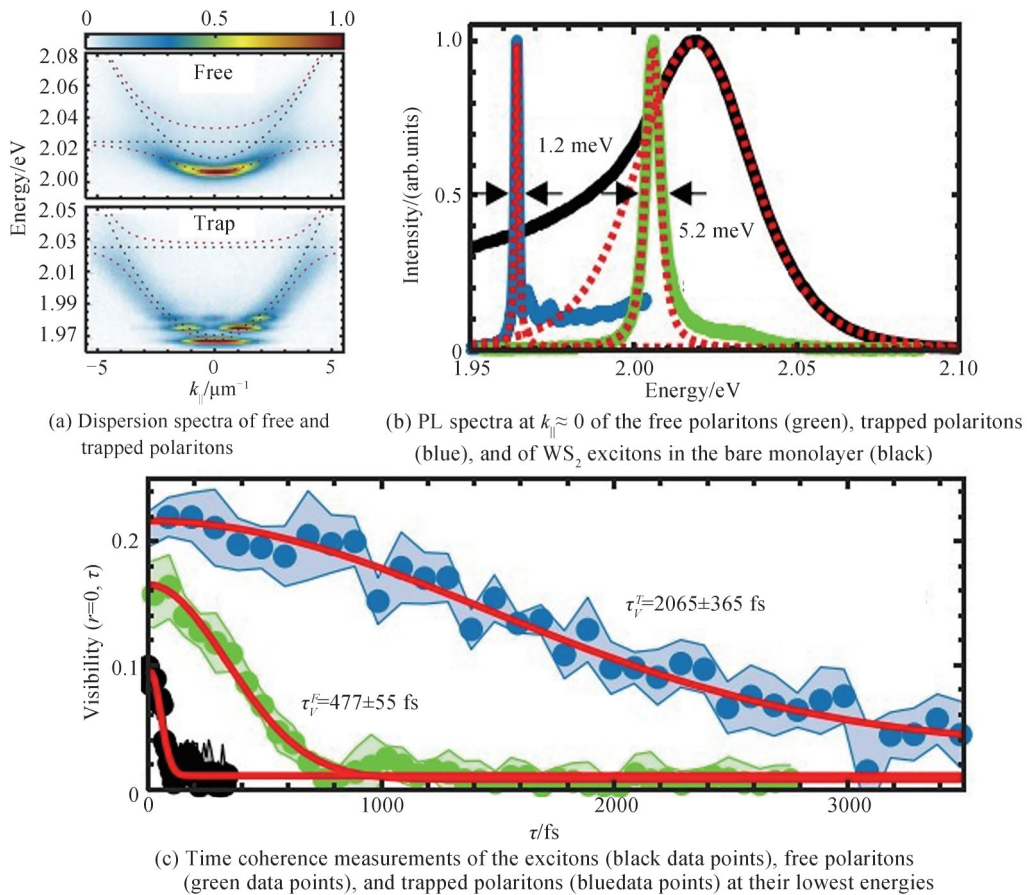 0 0.5 1.0
2.08
2.06
2.04
2.02
2.00
Free
2.05
2.03
2.01
1.99
1.97
Trap
Energy/eV
−5 0 5
k∥/μm⁻¹
(a) Dispersion spectra of free and
trapped polaritons
1.0
0.5
0
Intensity/(arb.units)
1.2 meV
5.2 meV
1.95 2.00 2.05 2.10
Energy/eV
(b) PL spectra at k∥≈ 0 of the free polaritons (green), trapped polaritons
(blue), and of WS₂ excitons in the bare monolayer (black)
0.2
0.1
0
Visibility (r=0, τ)
τ_V^T=2065±365 fs
τ_V^F=477±55 fs
0 1000 2000 3000
τ/fs
(c) Time coherence measurements of the excitons (black data points), free polaritons
(green data points), and trapped polaritons (bluedata points) at their lowest energies